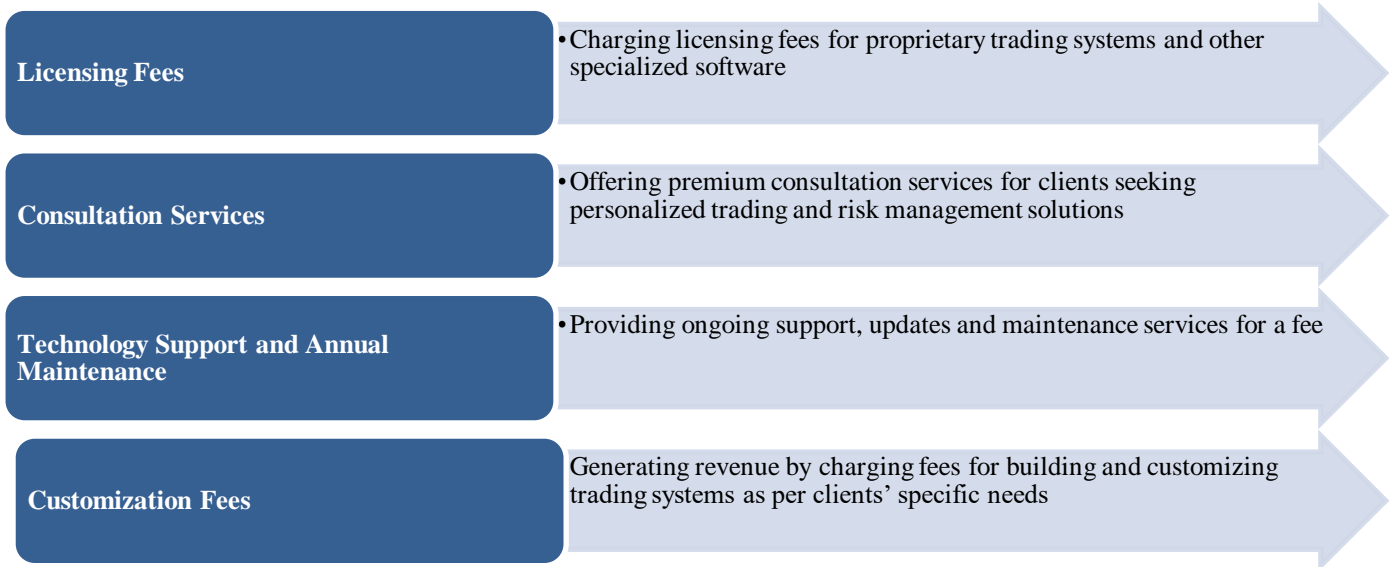 Licensing Fees
•Charging licensing fees for proprietary trading systems and other
specialized software
Consultation Services
•Offering premium consultation services for clients seeking
personalized trading and risk management solutions
Technology Support and Annual
Maintenance
•Providing ongoing support, updates and maintenance services for a fee
Customization Fees
Generating revenue by charging fees for building and customizing
trading systems as per clients’ specific needs